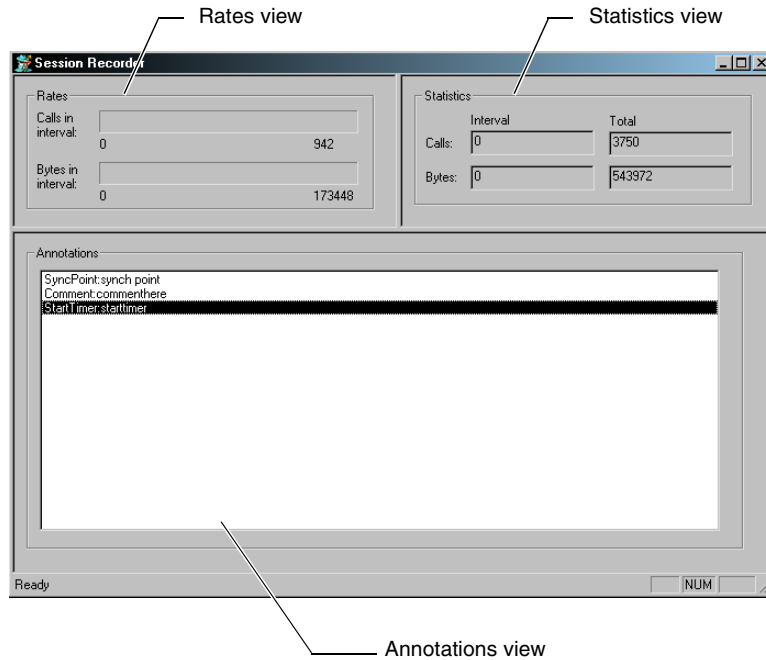 Rates view
Statistics view
Session Recorder
Rates
Calls in
interval:
0 942
Bytes in
interval:
0 173448
Statistics
Interval Total
Calls: 0 3750
Bytes: 0 543972
Annotations
SyncPoint:synch point
Comment:commenthere
StartTimer:starttimer
Ready
NUM
Annotations view